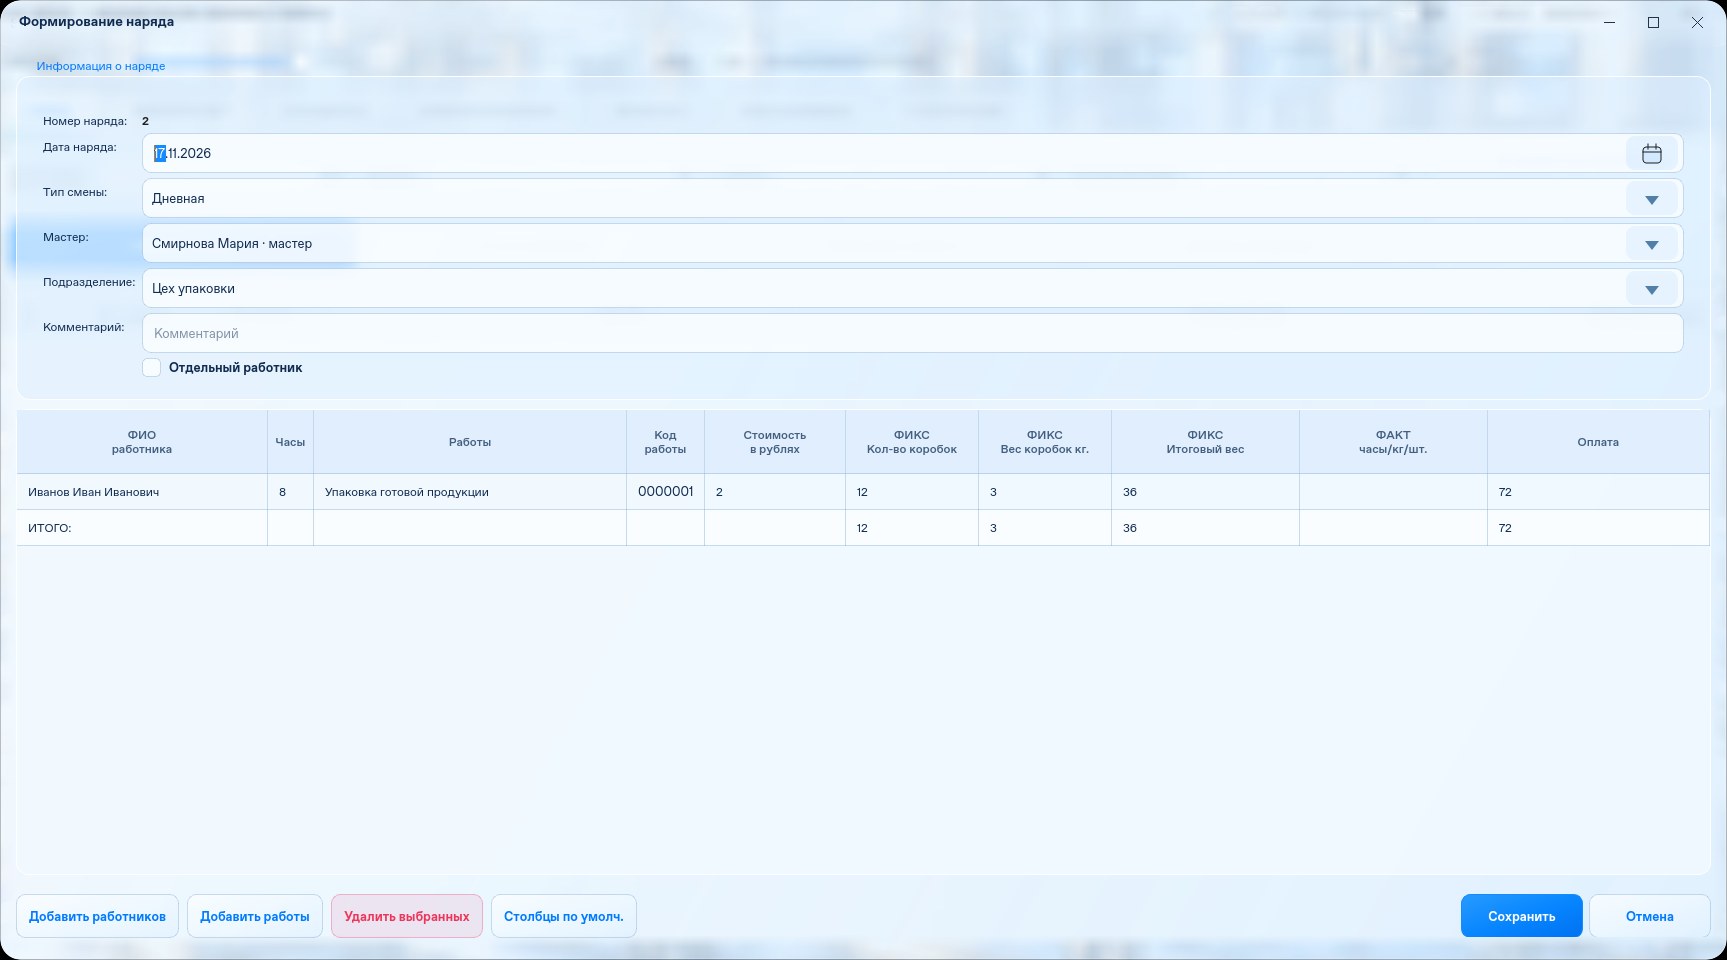 Формирование наряда
Информация о наряде
Номер наряда: 2
Дата наряда: 17.11.2026
Тип смены: Дневная
Мастер: Смирнова Мария · мастер
Подразделение: Цех упаковки
Комментарий: Комментарий
Отдельный работник
ФИО работника Часы Работы Код работы Стоимость в рублях ФИКС Кол-во коробок ФИКС Вес коробок кг. ФИКС Итоговый вес ФАКТ часы/кг/шт. Оплата
Иванов Иван Иванович 8 Упаковка готовой продукции 0000001 2 12 3 36 72
ИТОГО: 12 3 36 72
Добавить работников Добавить работы Удалить выбранных Столбцы по умолч. Сохранить Отмена